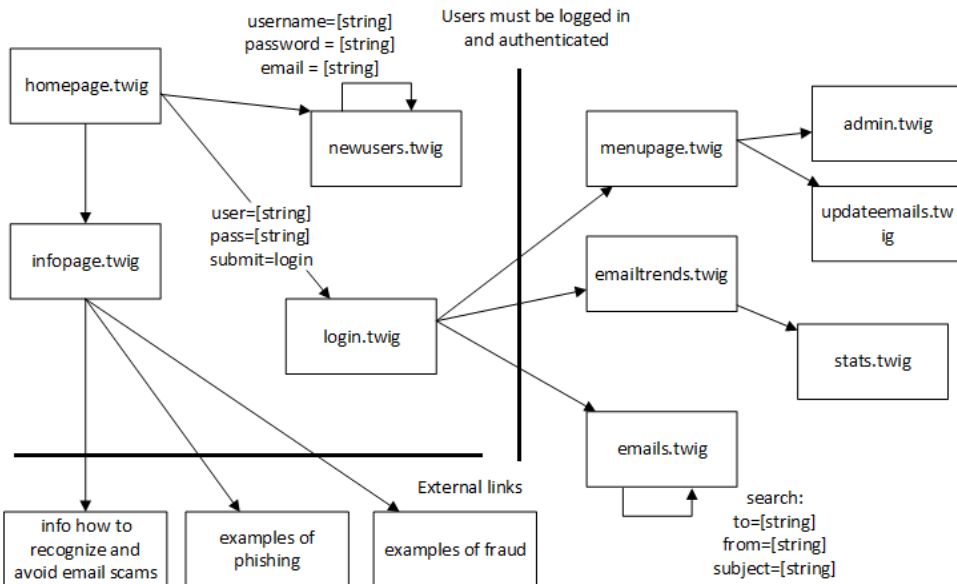 username=[string]
password = [string]
email = [string]
Users must be logged in
and authenticated
homepage.twig
newusers.twig
menupage.twig
admin.twig
updateemails.tw
ig
user=[string]
pass=[string]
submit=login
infopage.twig
emailtrends.twig
login.twig
stats.twig
emails.twig
External links
search:
to=[string]
from=[string]
subject=[string]
info how to
recognize and
avoid email scams
examples of
phishing
examples of fraud